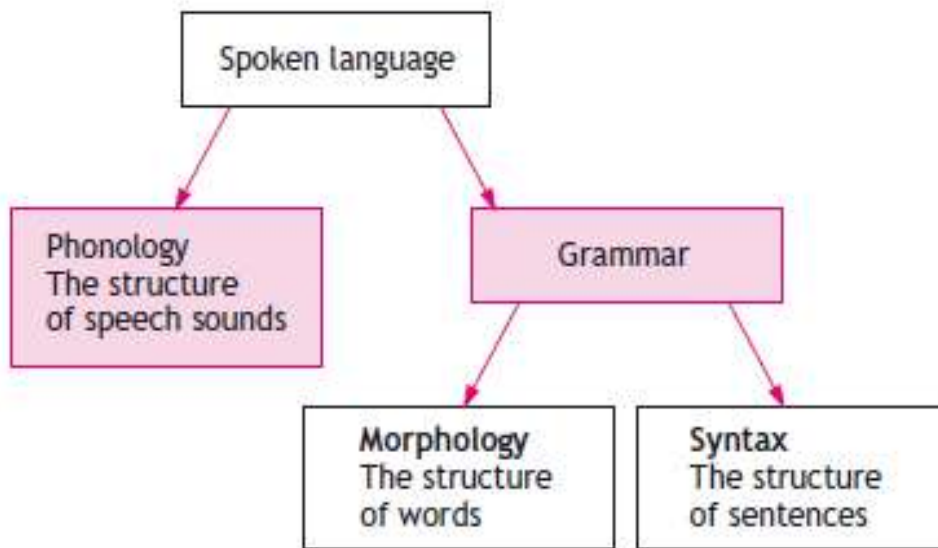 Spoken language
Phonology
The structure
of speech sounds
Grammar
Morphology
The structure
of words
Syntax
The structure
of sentences